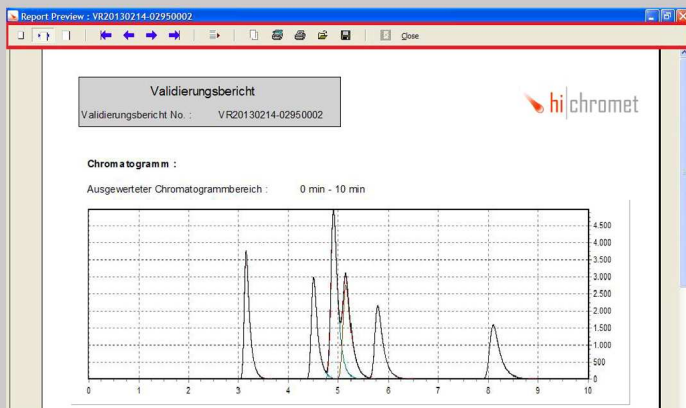 Report Preview : VR20130214-02950002
Close
Validierungsbericht
Validierungsbericht No. : VR20130214-02950002
hi|chromet
Chromatogramm :
Ausgewerteter Chromatogrammbereich : 0 min - 10 min
4.500
4.000
3.500
3.000
2.500
2.000
1.500
1.000
500
0
0 1 2 3 4 5 6 7 8 9 10